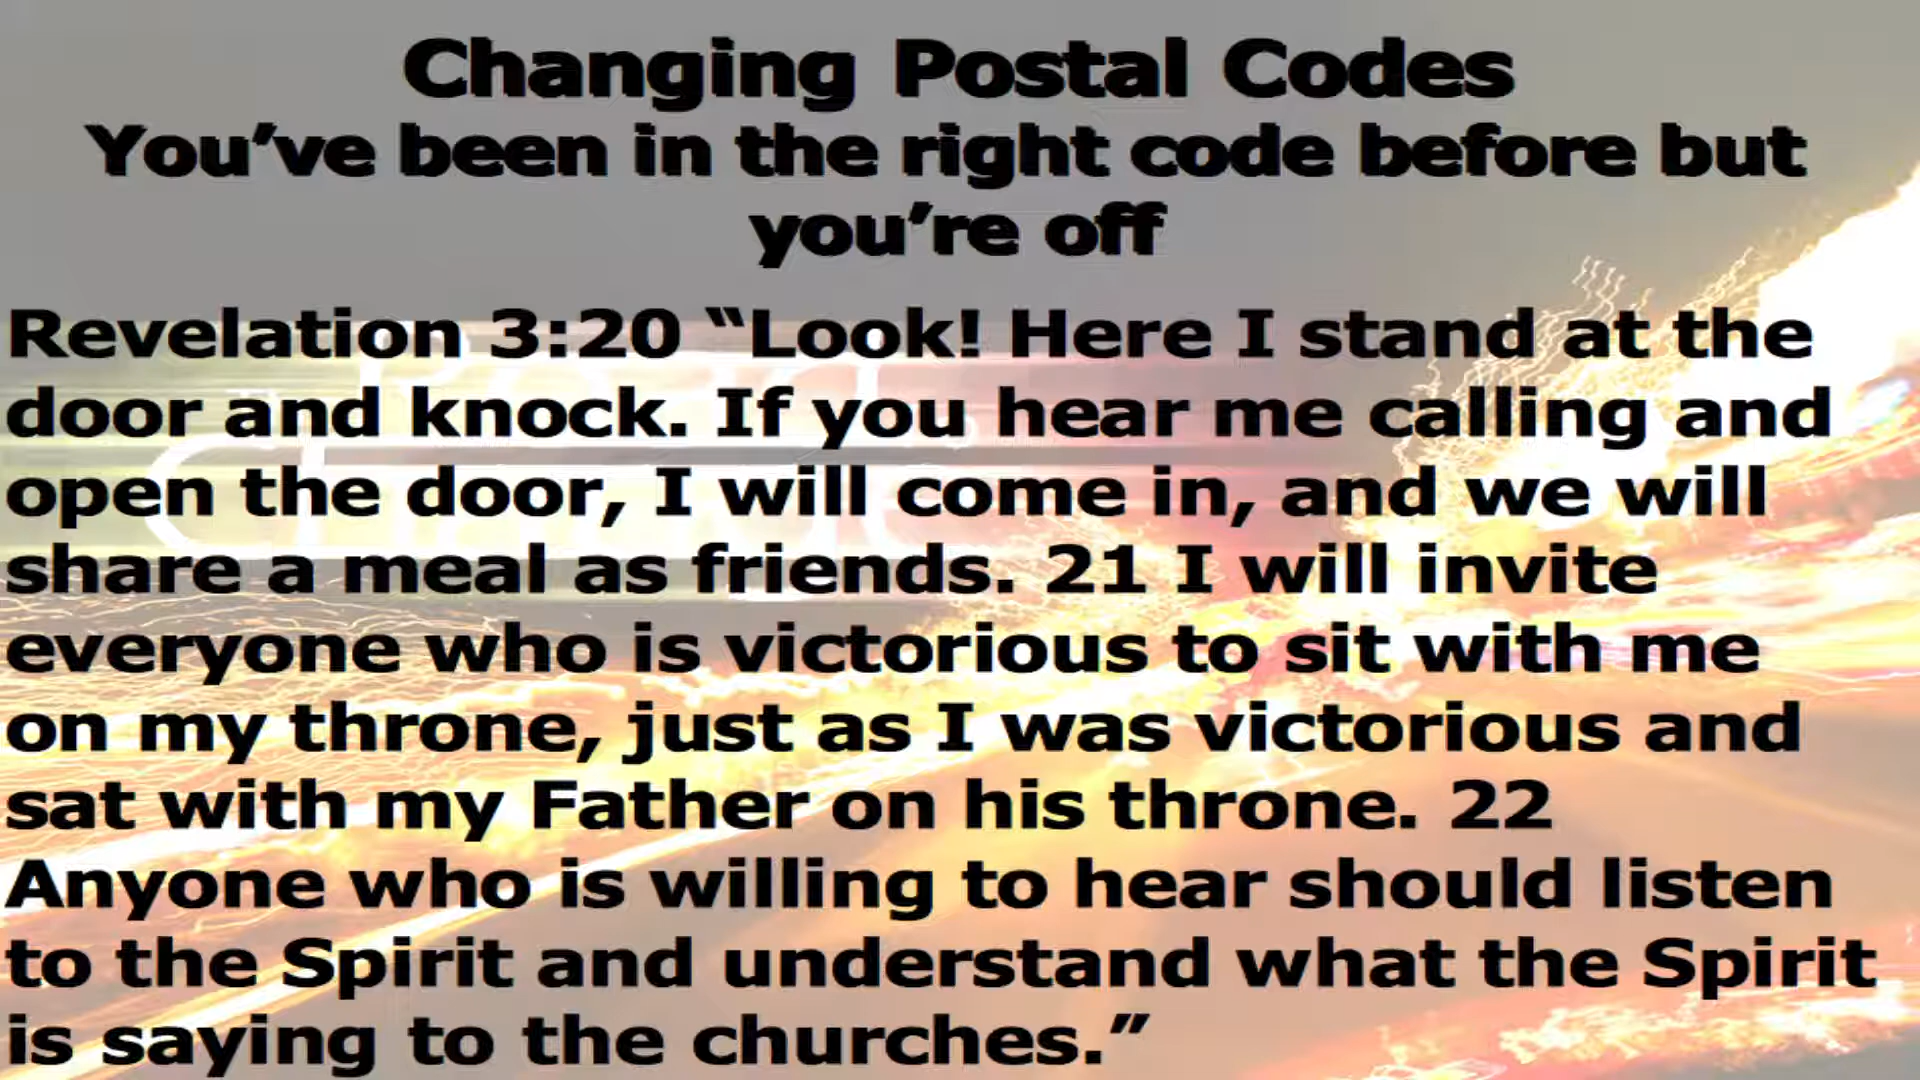 Changing Postal Codes
You’ve been in the right code before but
you’re off
Revelation 3:20 “Look! Here I stand at the
door and knock. If you hear me calling and
open the door, I will come in, and we will
share a meal as friends. 21 I will invite
everyone who is victorious to sit with me
on my throne, just as I was victorious and
sat with my Father on his throne. 22
Anyone who is willing to hear should listen
to the Spirit and understand what the Spirit
is saying to the churches.”